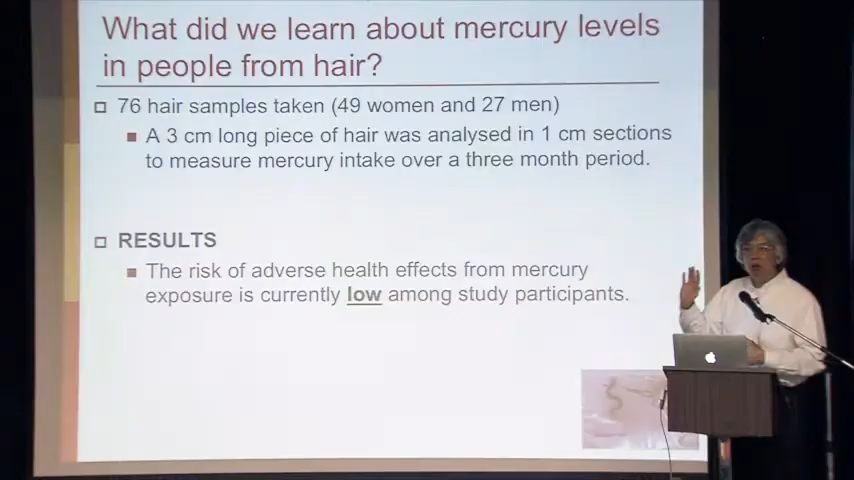 What did we learn about mercury levels
in people from hair?
76 hair samples taken (49 women and 27 men)
A 3 cm long piece of hair was analysed in 1 cm sections
to measure mercury intake over a three month period.
RESULTS
The risk of adverse health effects from mercury
exposure is currently low among study participants.